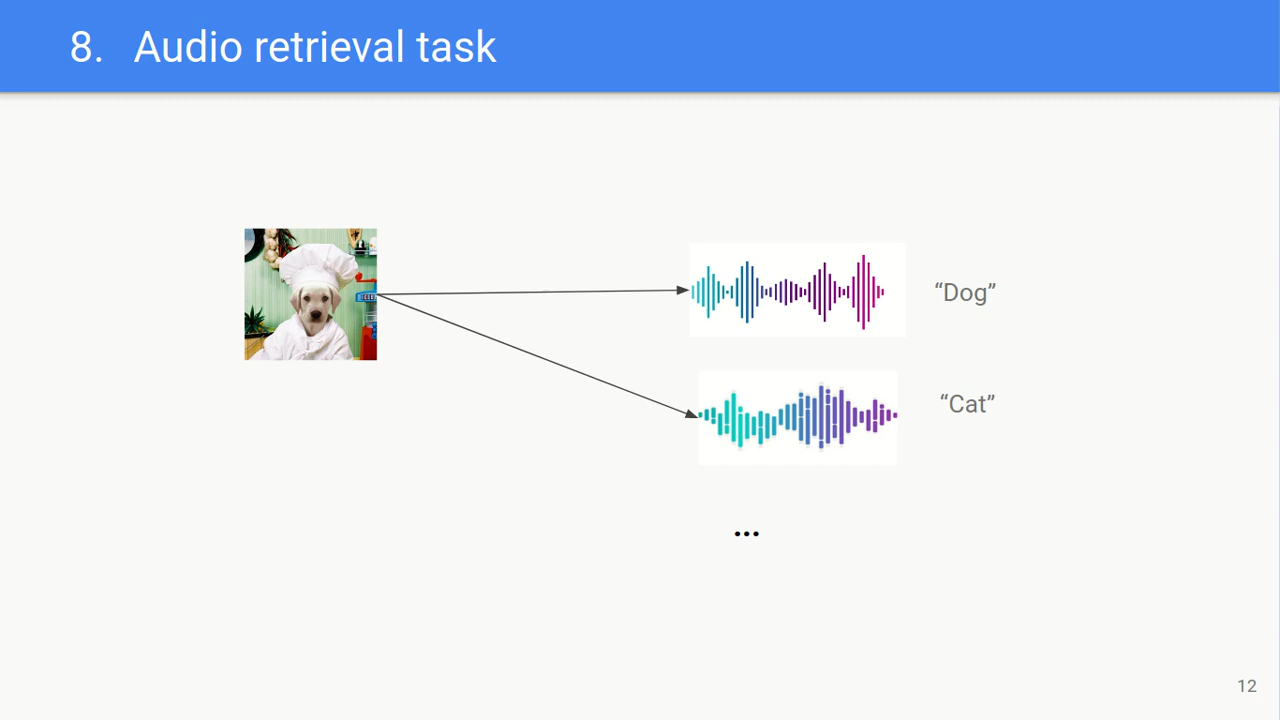 8. Audio retrieval task
“Dog”
“Cat”
...
12